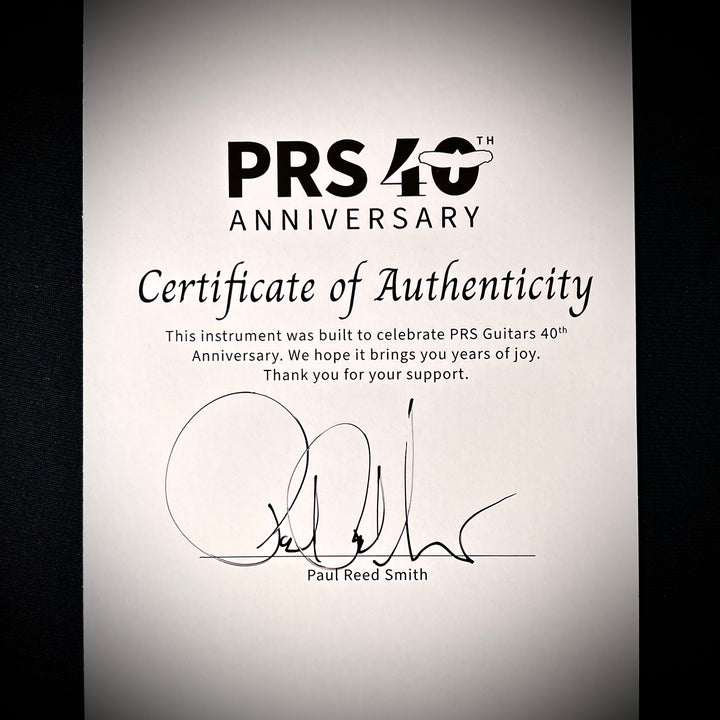 PRS 40TH
ANNIVERSARY
Certificate of Authenticity
This instrument was built to celebrate PRS Guitars 40th
Anniversary. We hope it brings you years of joy.
Thank you for your support.
Paul Reed Smith